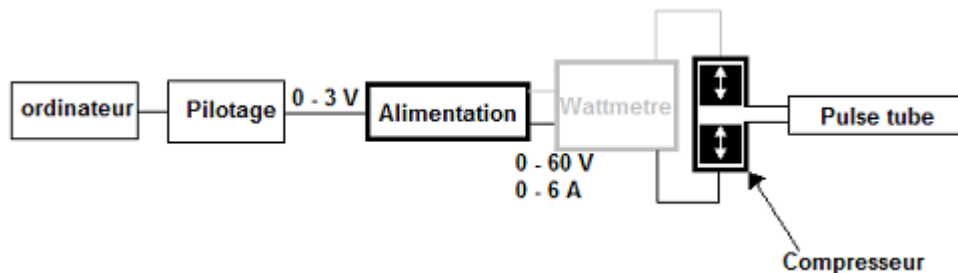 ordinateur
Pilotage
0 - 3 V
Alimentation
Wattmetre
0 - 60 V
0 - 6 A
Pulse tube
Compresseur